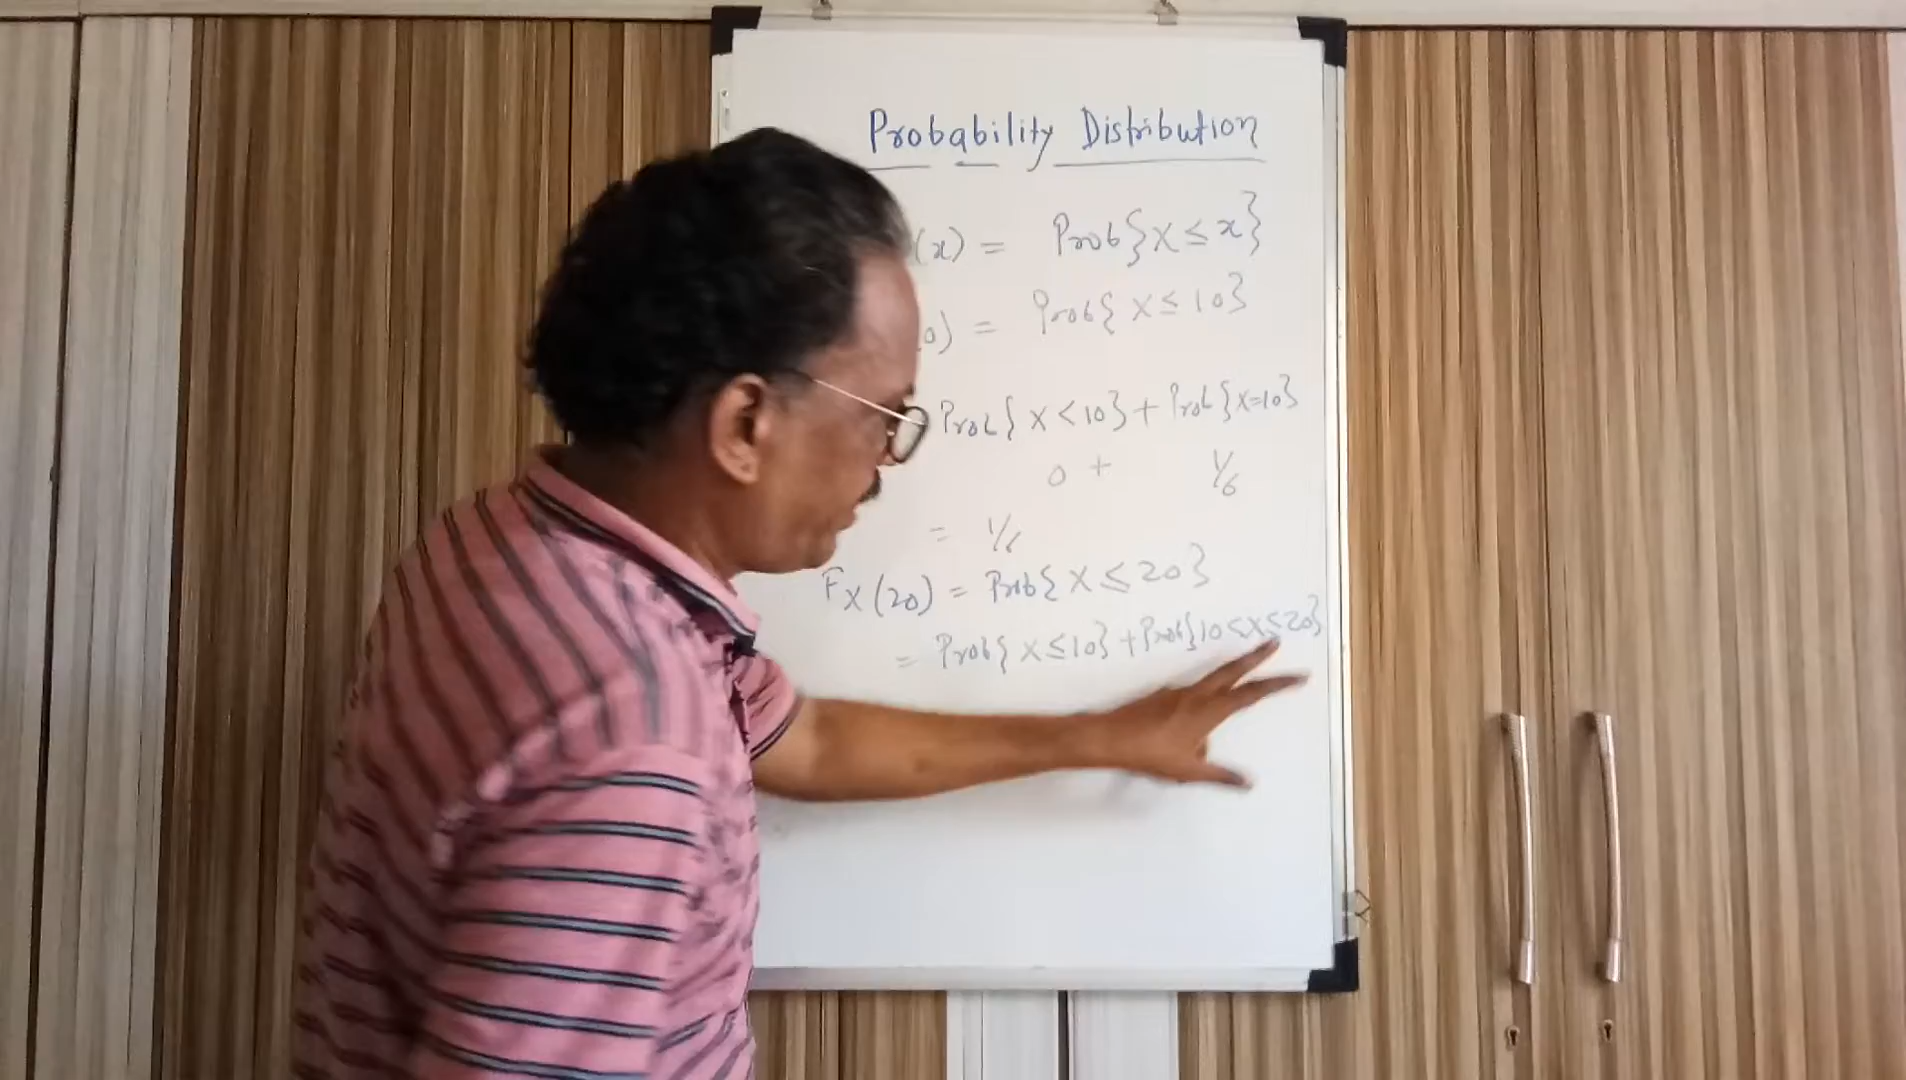 Probability Distribution
(x) = Prob{X ≤ x}
0) = Prob{X ≤ 10}
Prob{X < 10} + Prob{X=10}
0 + 1/6
= 1/6
FX(20) = Prob{X ≤ 20}
= Prob{X ≤ 10} + Prob{10 ≤ X ≤ 20}